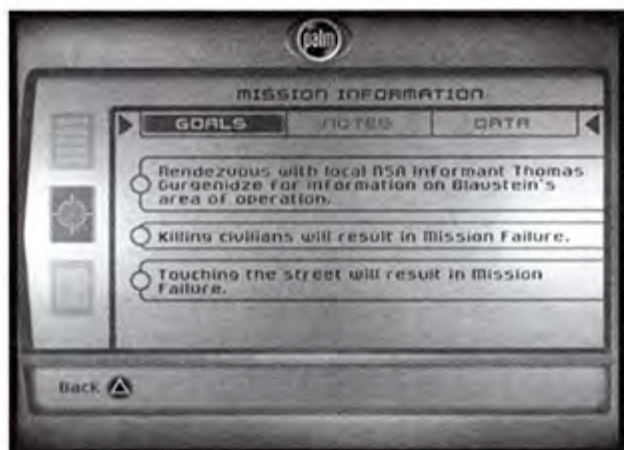 palm
MISSION INFORMATION
GOALS NOTES DATA
Rendezvous with local NSA informant Thomas
Gurgenidze for information on Blaustein's
area of operation.
Killing civilians will result in Mission Failure.
Touching the street will result in Mission
Failure.
Back